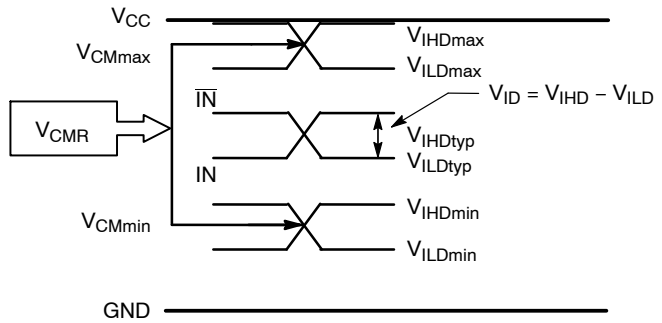 VCC
VCMmax
VIHDmax
VILDmax
IN̅
VID = VIHD − VILD
VCMR
VIHDtyp
VILDtyp
IN
VCMmin
VIHDmin
VILDmin
GND